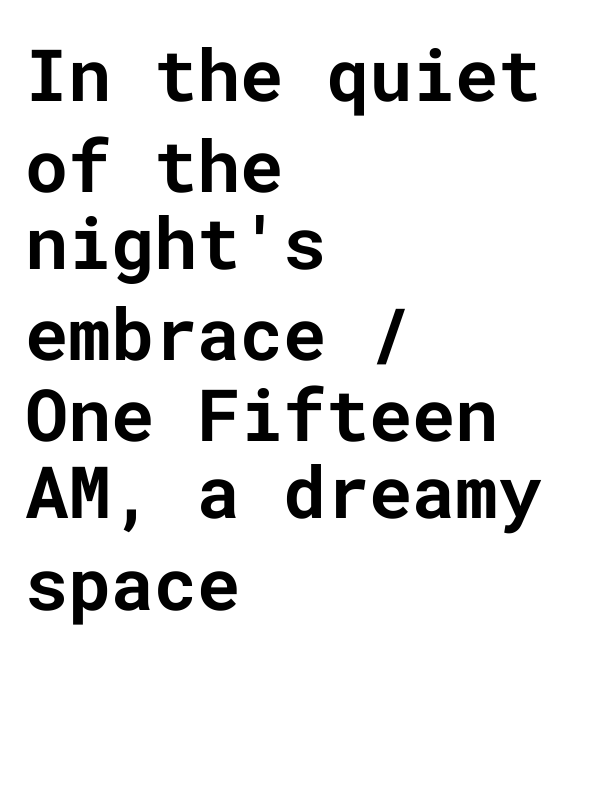 In the quiet
of the
night's
embrace /
One Fifteen
AM, a dreamy
space